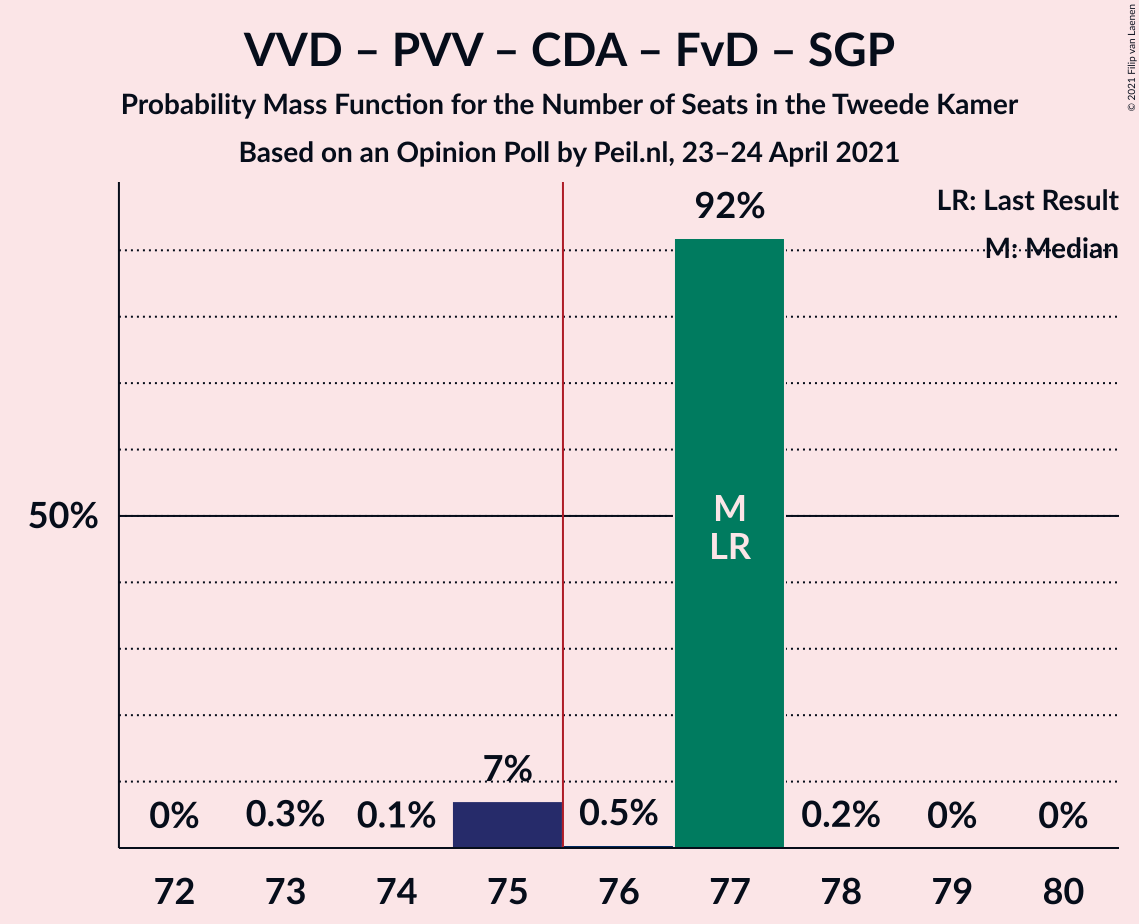 VVD – PVV – CDA – FvD – SGP
Probability Mass Function for the Number of Seats in the Tweede Kamer
Based on an Opinion Poll by Peil.nl, 23–24 April 2021
© 2021 Filip van Laenen
LR: Last Result
M: Median
92%
50%
M
LR
7%
0%
0.3%
0.1%
0.5%
0.2%
0%
0%
72 73 74 75 76 77 78 79 80